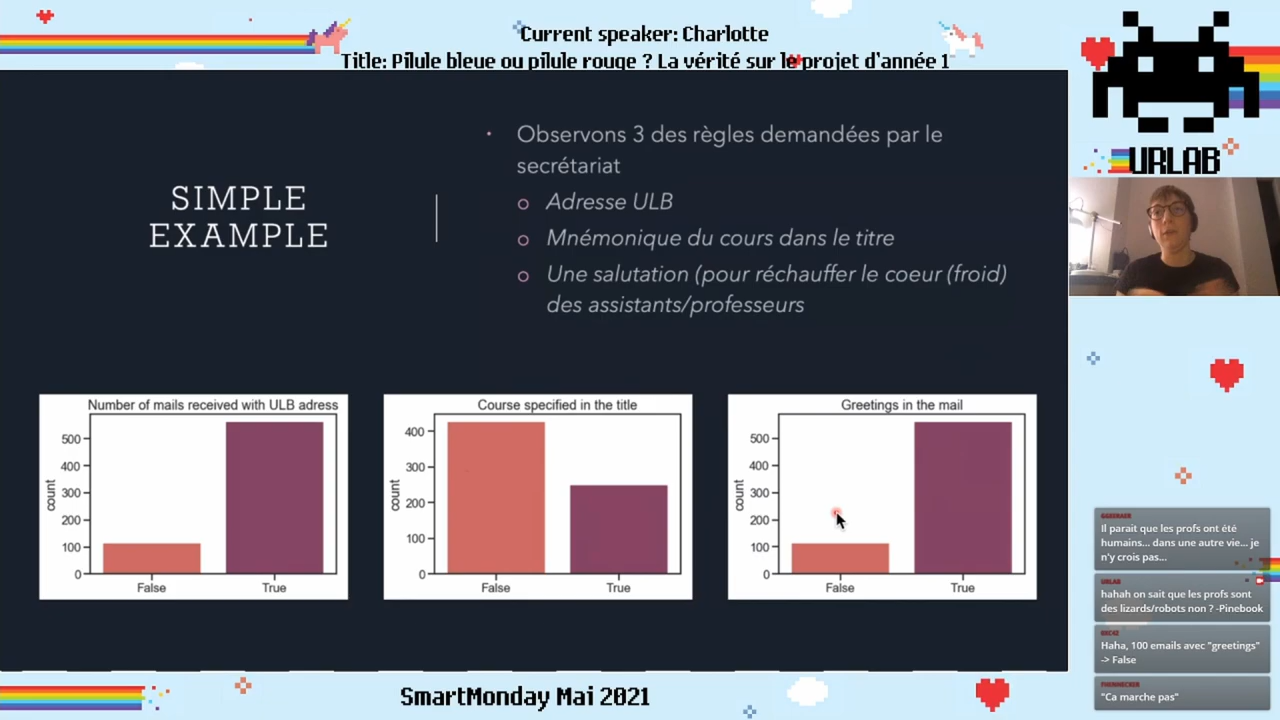 Current speaker: Charlotte
Title: Pilule bleue ou pilule rouge ? La vérité sur le projet d'année 1
URLAB
SIMPLE
EXAMPLE
• Observons 3 des règles demandées par le
secrétariat
o Adresse ULB
o Mnémonique du cours dans le titre
o Une salutation (pour réchauffer le coeur (froid)
des assistants/professeurs
Number of mails received with ULB adress
count
500
400
300
200
100
0
False
True
Course specified in the title
count
400
300
200
100
0
False
True
Greetings in the mail
count
500
400
300
200
100
0
False
True
Il parait que les profs ont été
humains... dans une autre vie... je
n'y crois pas...
URLAB
hahah on sait que les profs sont
des lizards/robots non ? -Pinebook
Haha, 100 emails avec "greetings"
-> False
"Ca marche pas"
SmartMonday Mai 2021